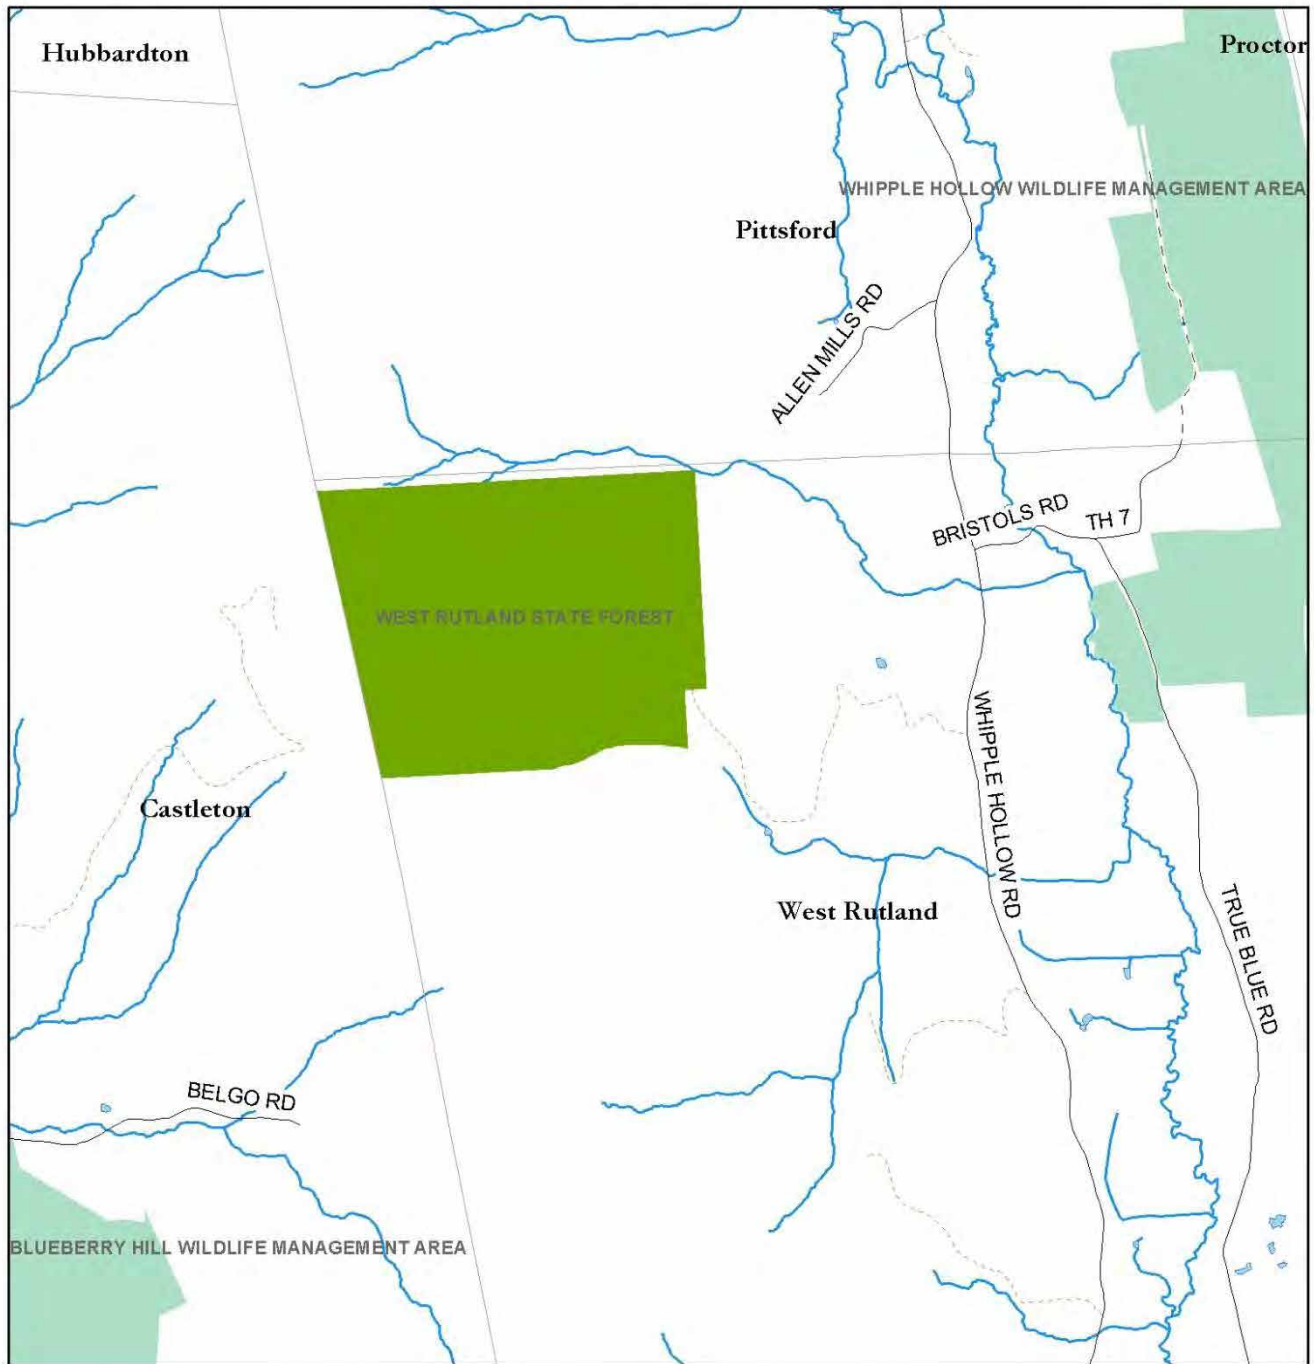 Hubbardton
Proctor
WHIPPLE HOLLOW WILDLIFE MANAGEMENT AREA
Pittsford
ALLEN MILLS RD
BRISTOLS RD
TH 7
WEST RUTLAND STATE FOREST
WHIPPLE HOLLOW RD
Castleton
West Rutland
TRUE BLUE RD
BELGO RD
BLUEBERRY HILL WILDLIFE MANAGEMENT AREA